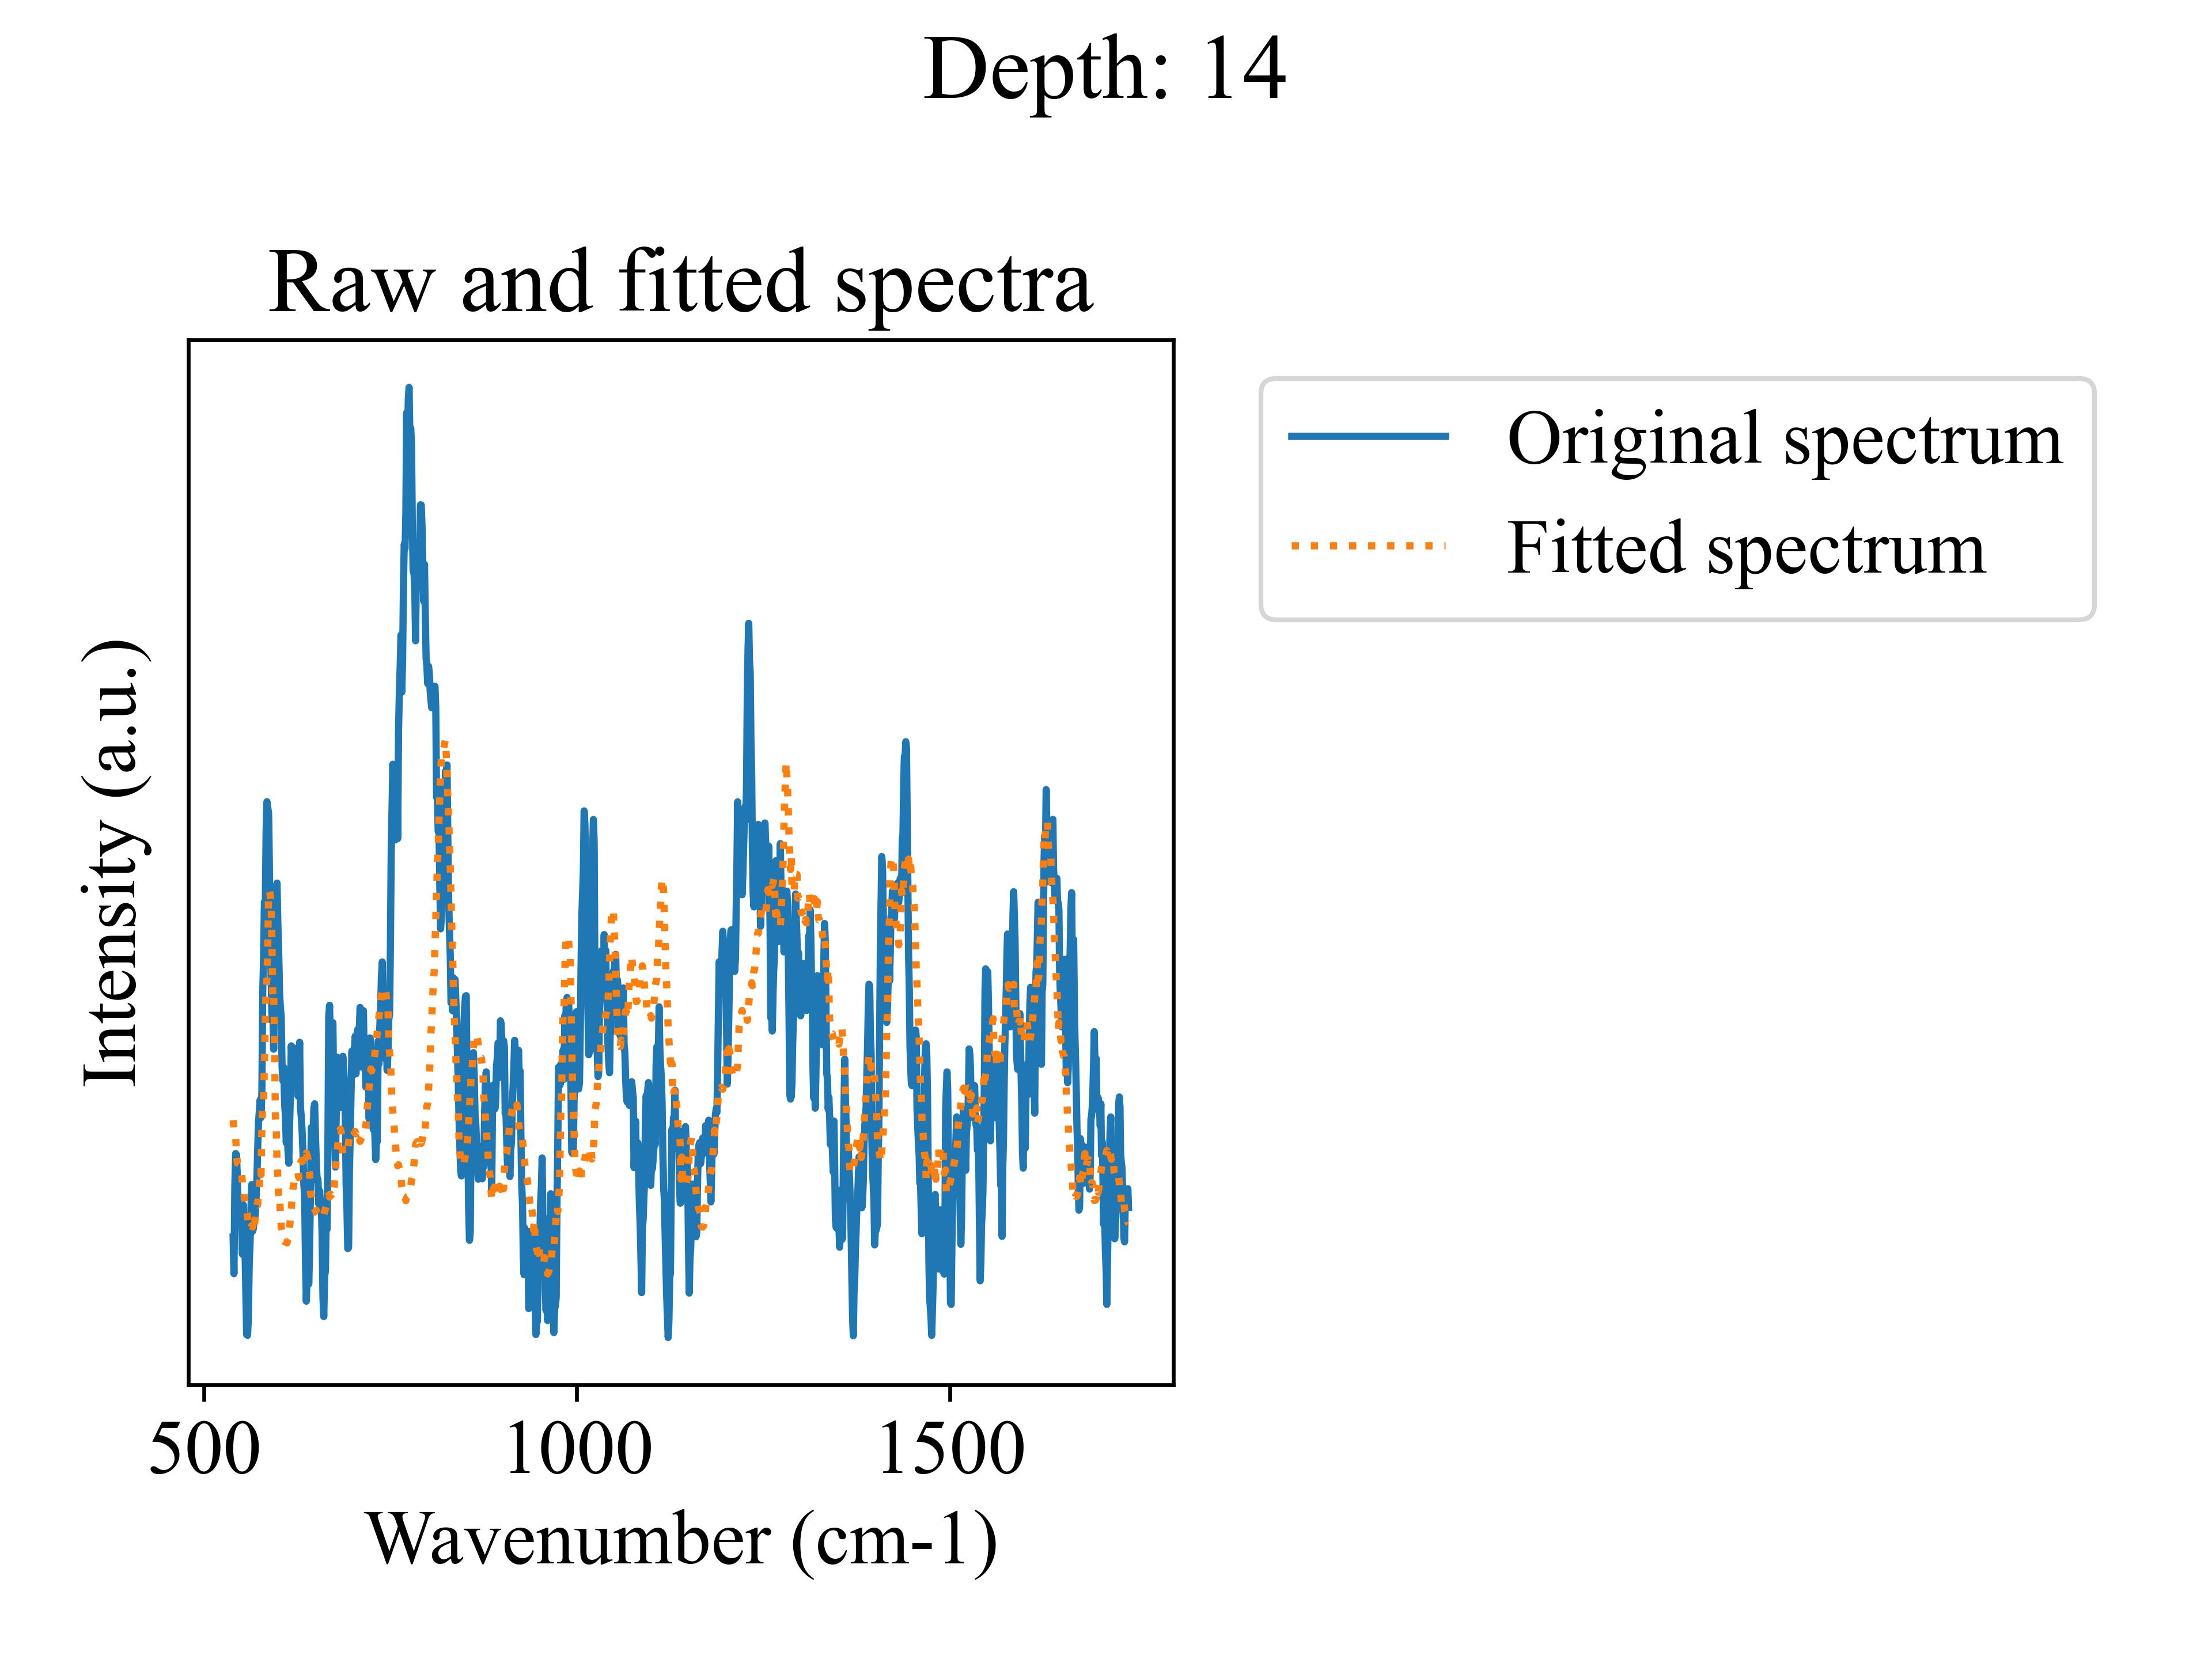 Depth: 14
Raw and fitted spectra
Original spectrum
Fitted spectrum
Intensity (a.u.)
500 1000 1500
Wavenumber (cm-1)